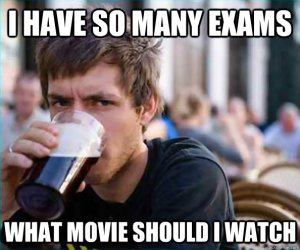 I HAVE SO MANY EXAMS
WHAT MOVIE SHOULD I WATCH